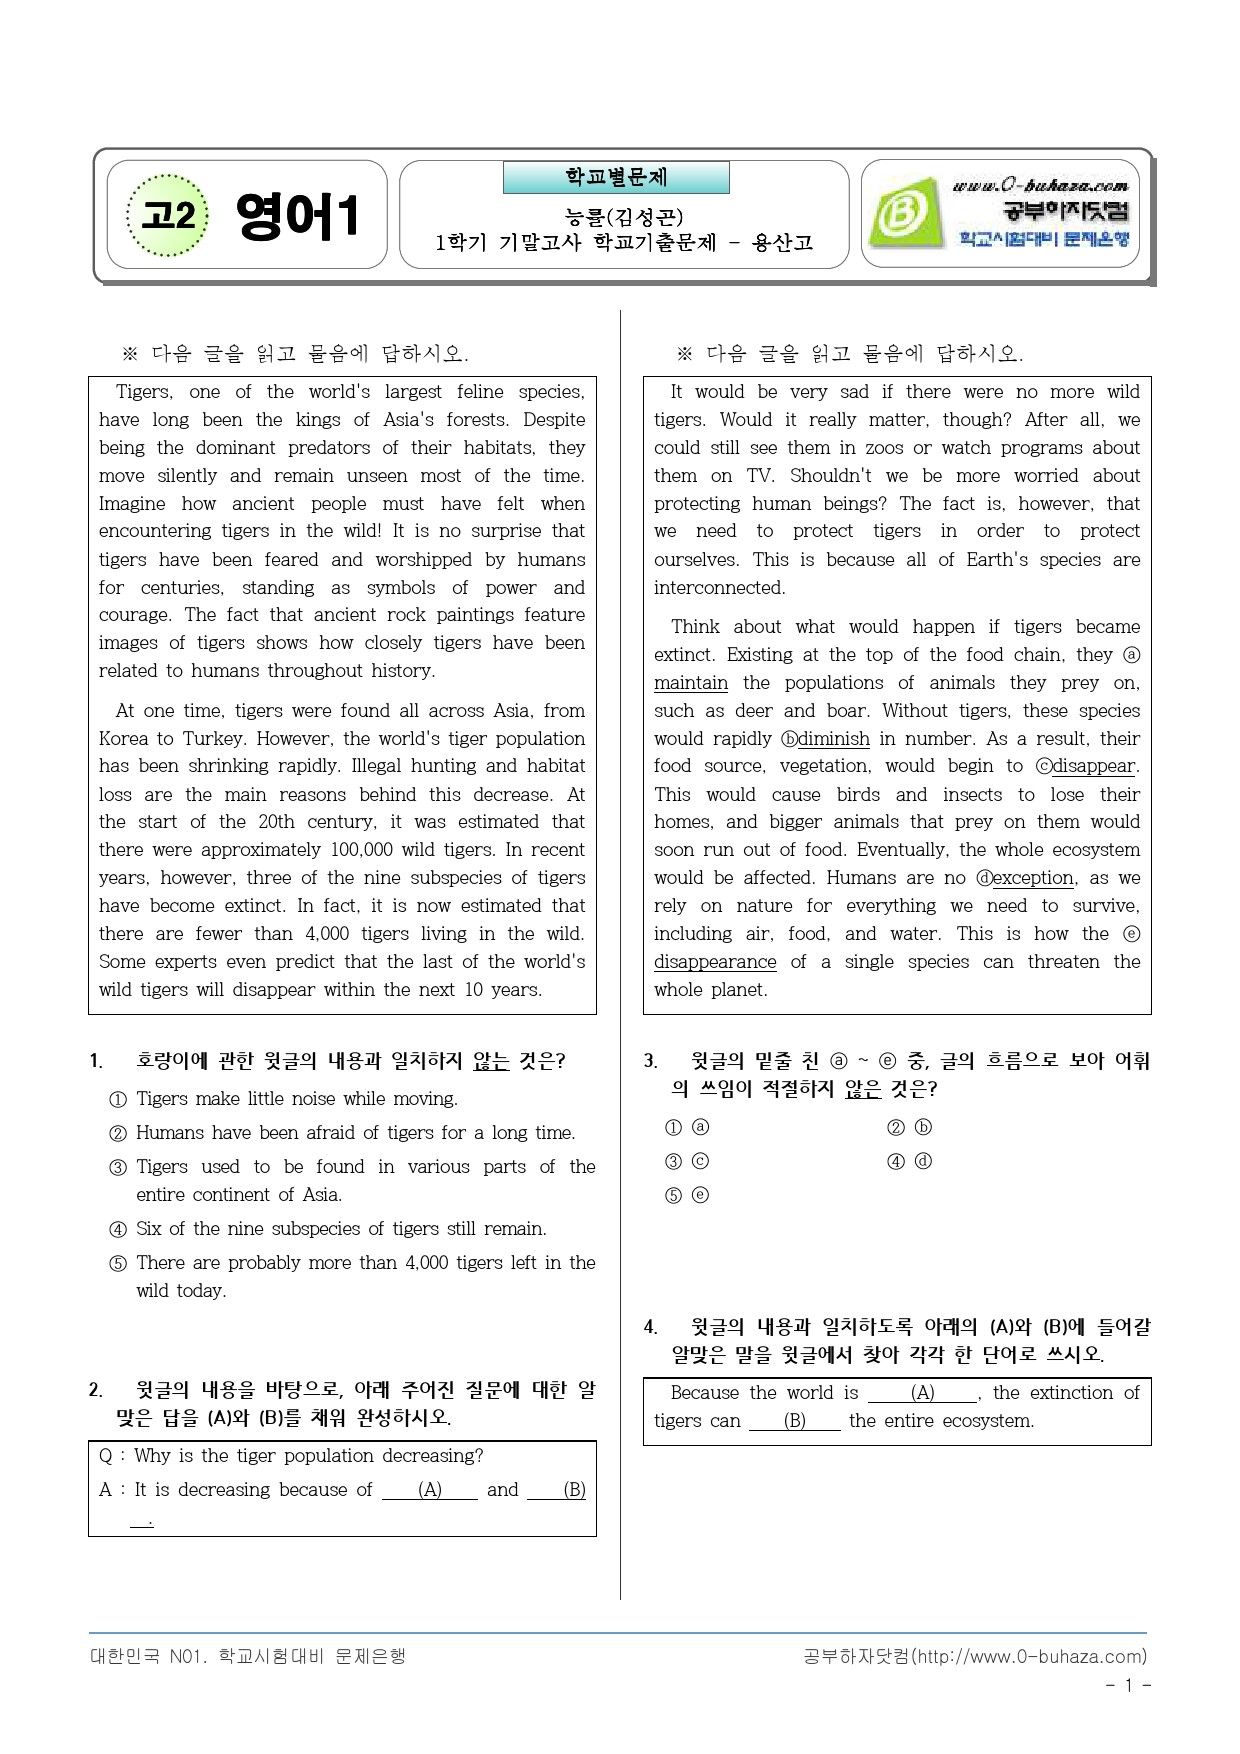 고2 영어1
학교별문제
능률(김성곤)
1학기 기말고사 학교기출문제 - 용산고
www.0-buhaza.com
공부하자닷컴
학교시험대비 문제은행
※ 다음 글을 읽고 물음에 답하시오.
Tigers, one of the world's largest feline species,
have long been the kings of Asia's forests. Despite
being the dominant predators of their habitats, they
move silently and remain unseen most of the time.
Imagine how ancient people must have felt when
encountering tigers in the wild! It is no surprise that
tigers have been feared and worshipped by humans
for centuries, standing as symbols of power and
courage. The fact that ancient rock paintings feature
images of tigers shows how closely tigers have been
related to humans throughout history.
At one time, tigers were found all across Asia, from
Korea to Turkey. However, the world's tiger population
has been shrinking rapidly. Illegal hunting and habitat
loss are the main reasons behind this decrease. At
the start of the 20th century, it was estimated that
there were approximately 100,000 wild tigers. In recent
years, however, three of the nine subspecies of tigers
have become extinct. In fact, it is now estimated that
there are fewer than 4,000 tigers living in the wild.
Some experts even predict that the last of the world's
wild tigers will disappear within the next 10 years.
1. 호랑이에 관한 윗글의 내용과 일치하지 않는 것은?
① Tigers make little noise while moving.
② Humans have been afraid of tigers for a long time.
③ Tigers used to be found in various parts of the
entire continent of Asia.
④ Six of the nine subspecies of tigers still remain.
⑤ There are probably more than 4,000 tigers left in the
wild today.
2. 윗글의 내용을 바탕으로, 아래 주어진 질문에 대한 알
맞은 답을 (A)와 (B)를 채워 완성하시오.
Q : Why is the tiger population decreasing?
A : It is decreasing because of (A) and (B)
.
※ 다음 글을 읽고 물음에 답하시오.
It would be very sad if there were no more wild
tigers. Would it really matter, though? After all, we
could still see them in zoos or watch programs about
them on TV. Shouldn't we be more worried about
protecting human beings? The fact is, however, that
we need to protect tigers in order to protect
ourselves. This is because all of Earth's species are
interconnected.
Think about what would happen if tigers became
extinct. Existing at the top of the food chain, they ⓐ
maintain the populations of animals they prey on,
such as deer and boar. Without tigers, these species
would rapidly ⓑdiminish in number. As a result, their
food source, vegetation, would begin to ⓒdisappear.
This would cause birds and insects to lose their
homes, and bigger animals that prey on them would
soon run out of food. Eventually, the whole ecosystem
would be affected. Humans are no ⓓexception, as we
rely on nature for everything we need to survive,
including air, food, and water. This is how the ⓔ
disappearance of a single species can threaten the
whole planet.
3. 윗글의 밑줄 친 ⓐ ~ ⓔ 중, 글의 흐름으로 보아 어휘
의 쓰임이 적절하지 않은 것은?
① ⓐ ② ⓑ
③ ⓒ ④ ⓓ
⑤ ⓔ
4. 윗글의 내용과 일치하도록 아래의 (A)와 (B)에 들어갈
알맞은 말을 윗글에서 찾아 각각 한 단어로 쓰시오.
Because the world is (A) , the extinction of
tigers can (B) the entire ecosystem.
대한민국 N01. 학교시험대비 문제은행
공부하자닷컴(http://www.0-buhaza.com)
- 1 -